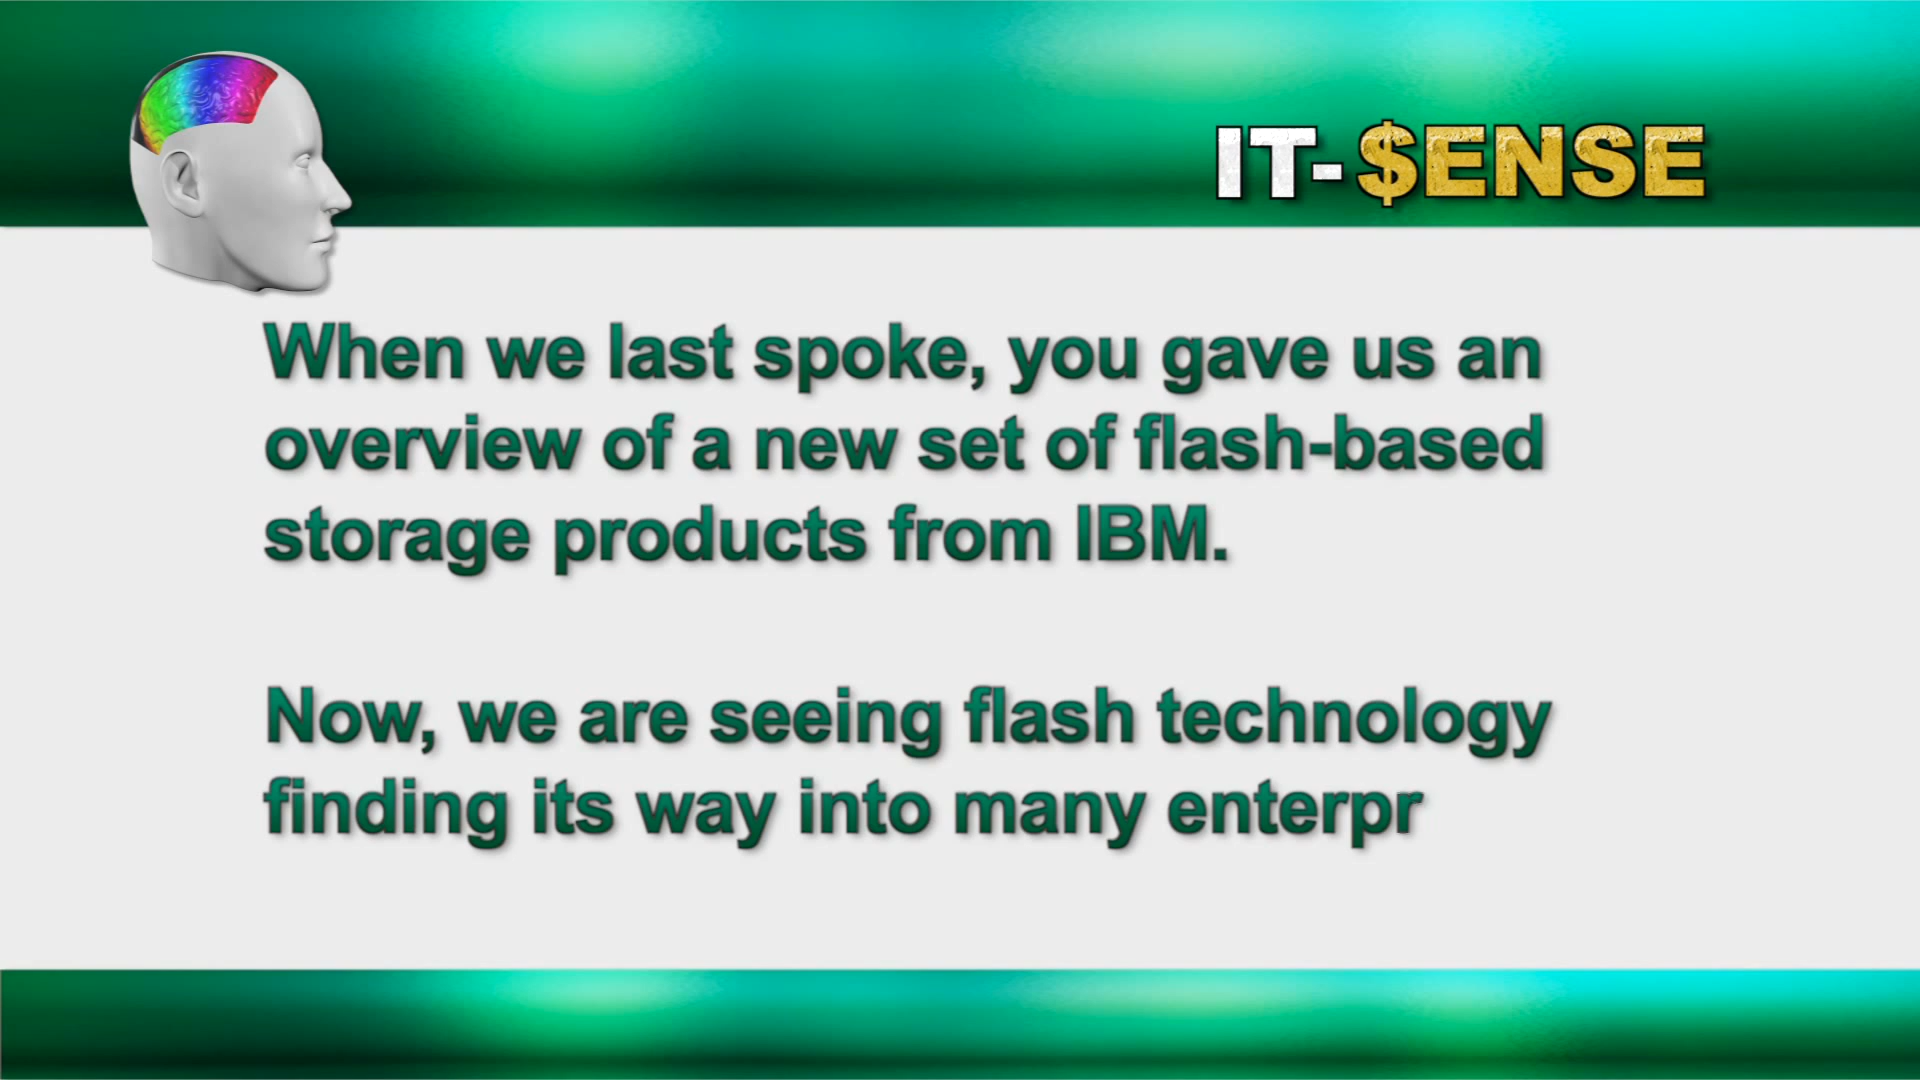 IT-$ENSE
When we last spoke, you gave us an
overview of a new set of flash-based
storage products from IBM.
Now, we are seeing flash technology
finding its way into many enterpr